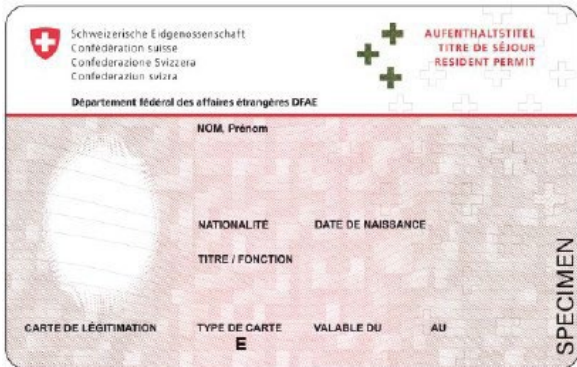 Schweizerische Eidgenossenschaft
Confédération suisse
Confederazione Svizzera
Confederaziun svizra
Département fédéral des affaires étrangères DFAE
AUFENTHALTSTITEL
TITRE DE SÉJOUR
RESIDENT PERMIT
NOM, Prénom
NATIONALITÉ DATE DE NAISSANCE
TITRE / FONCTION
CARTE DE LÉGITIMATION TYPE DE CARTE VALABLE DU AU
E
SPECIMEN